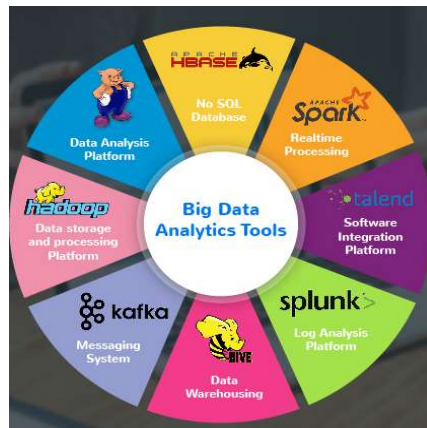 Big Data
Analytics Tools
APACHE
HBASE
No SQL
Database
APACHE
Spark
Realtime
Processing
talend
Software
Integration
Platform
splunk>
Log Analysis
Platform
HIVE
Data
Warehousing
kafka
Messaging
System
hadoop
Data storage
and processing
Platform
Data Analysis
Platform